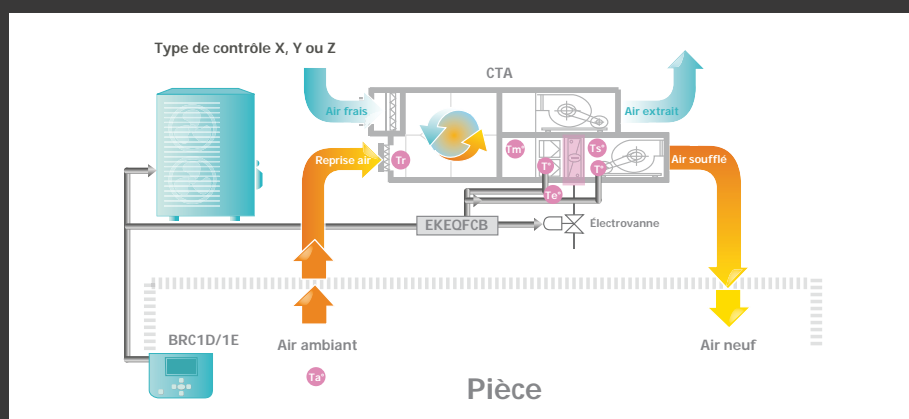 Type de contrôle X, Y ou Z
CTA
Air frais
Air extrait
Reprise air
Tr
Tm*
Ts*
T*
T*
Te*
Air soufflé
EKEQFCB
Électrovanne
BRC1D/1E
Air ambiant
Air neuf
Ta*
Pièce